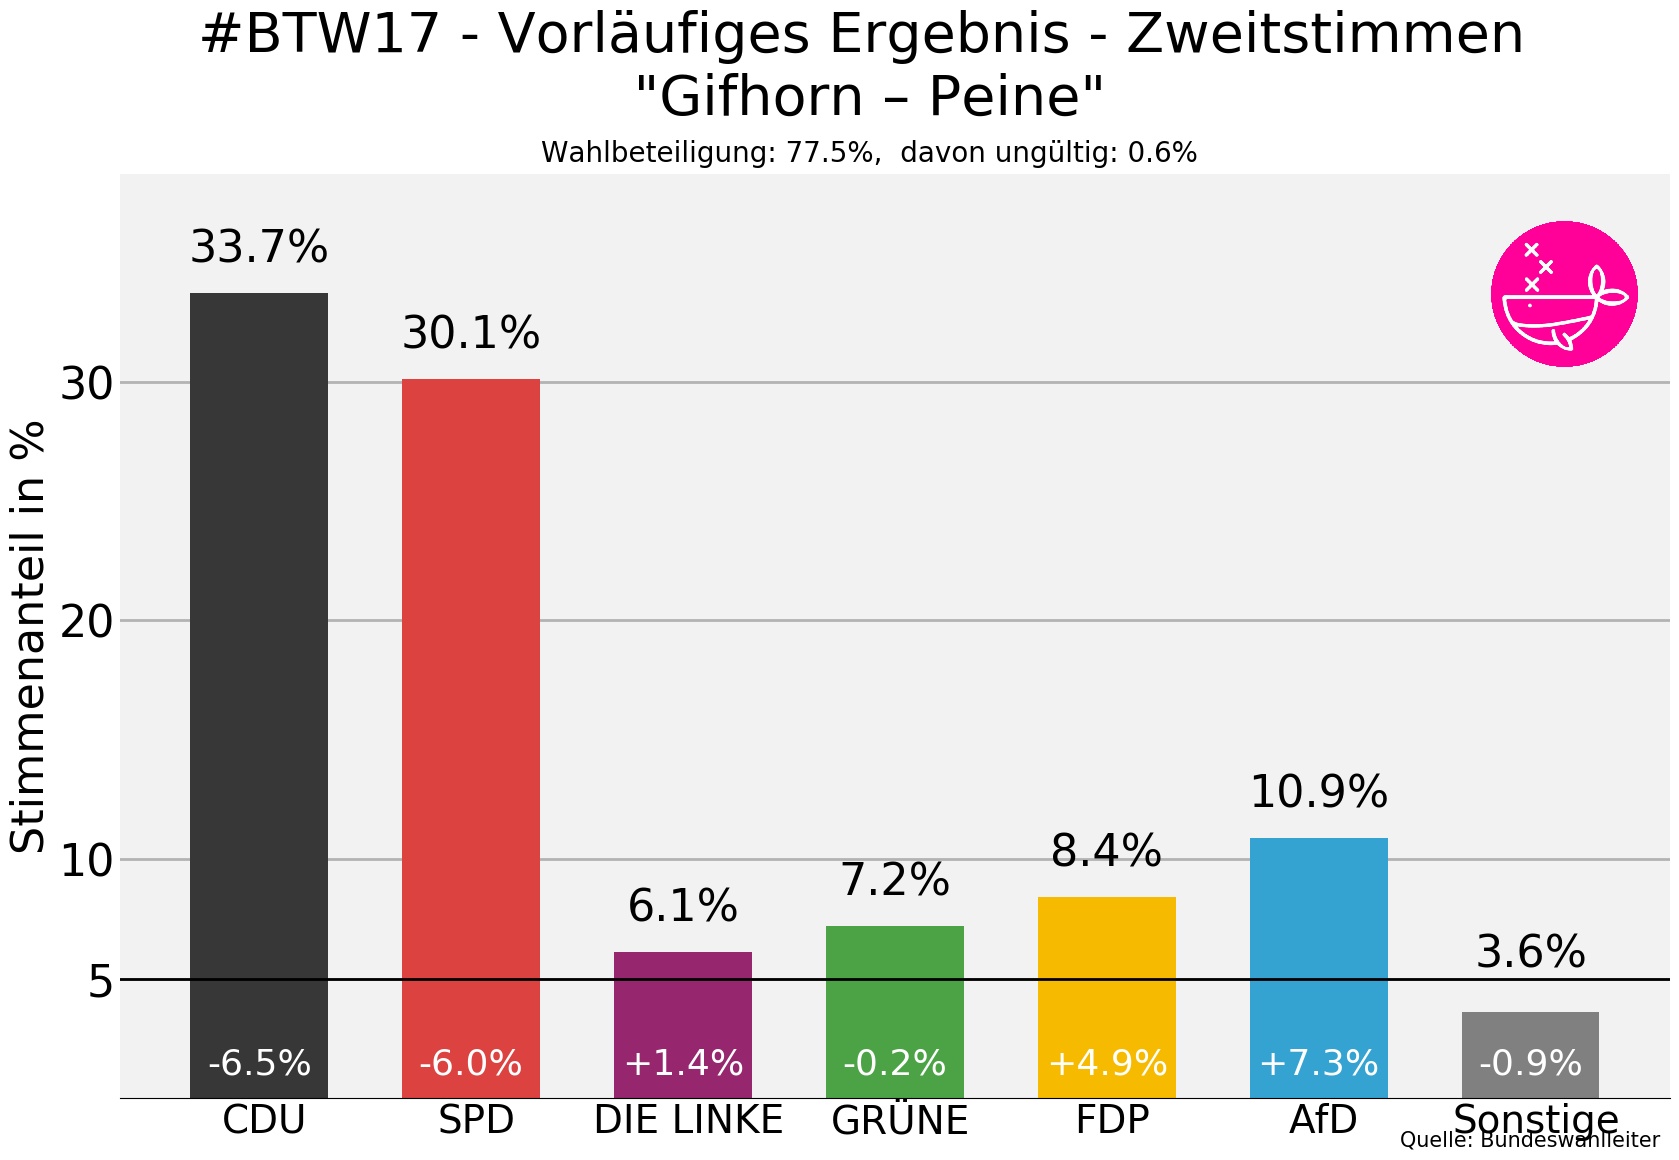 #BTW17 - Vorläufiges Ergebnis - Zweitstimmen
"Gifhorn – Peine"
Wahlbeteiligung: 77.5%, davon ungültig: 0.6%
Stimmenanteil in %
30
20
10
5
33.7%
30.1%
6.1%
7.2%
8.4%
10.9%
3.6%
-6.5%
-6.0%
+1.4%
-0.2%
+4.9%
+7.3%
-0.9%
CDU
SPD
DIE LINKE
GRÜNE
FDP
AfD
Sonstige
Quelle: Bundeswahlleiter